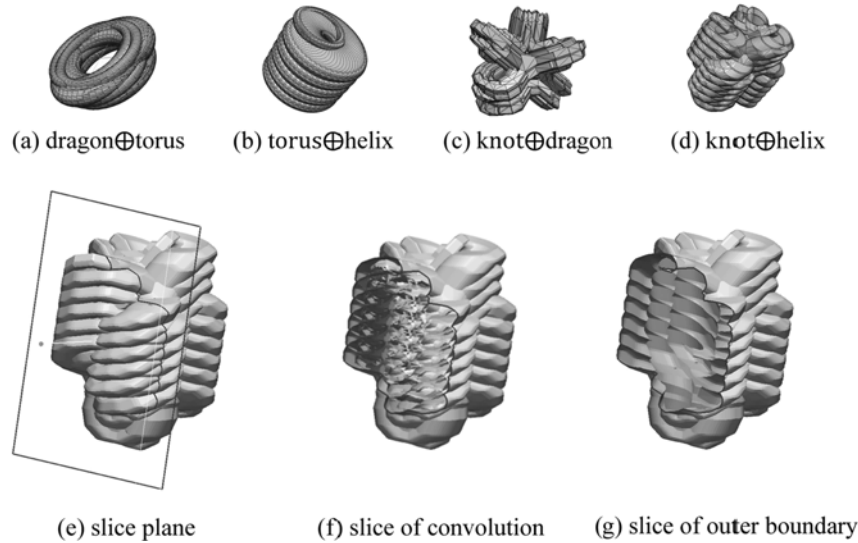 (a) dragon⊕torus
(b) torus⊕helix
(c) knot⊕dragon
(d) knot⊕helix
(e) slice plane
(f) slice of convolution
(g) slice of outer boundary